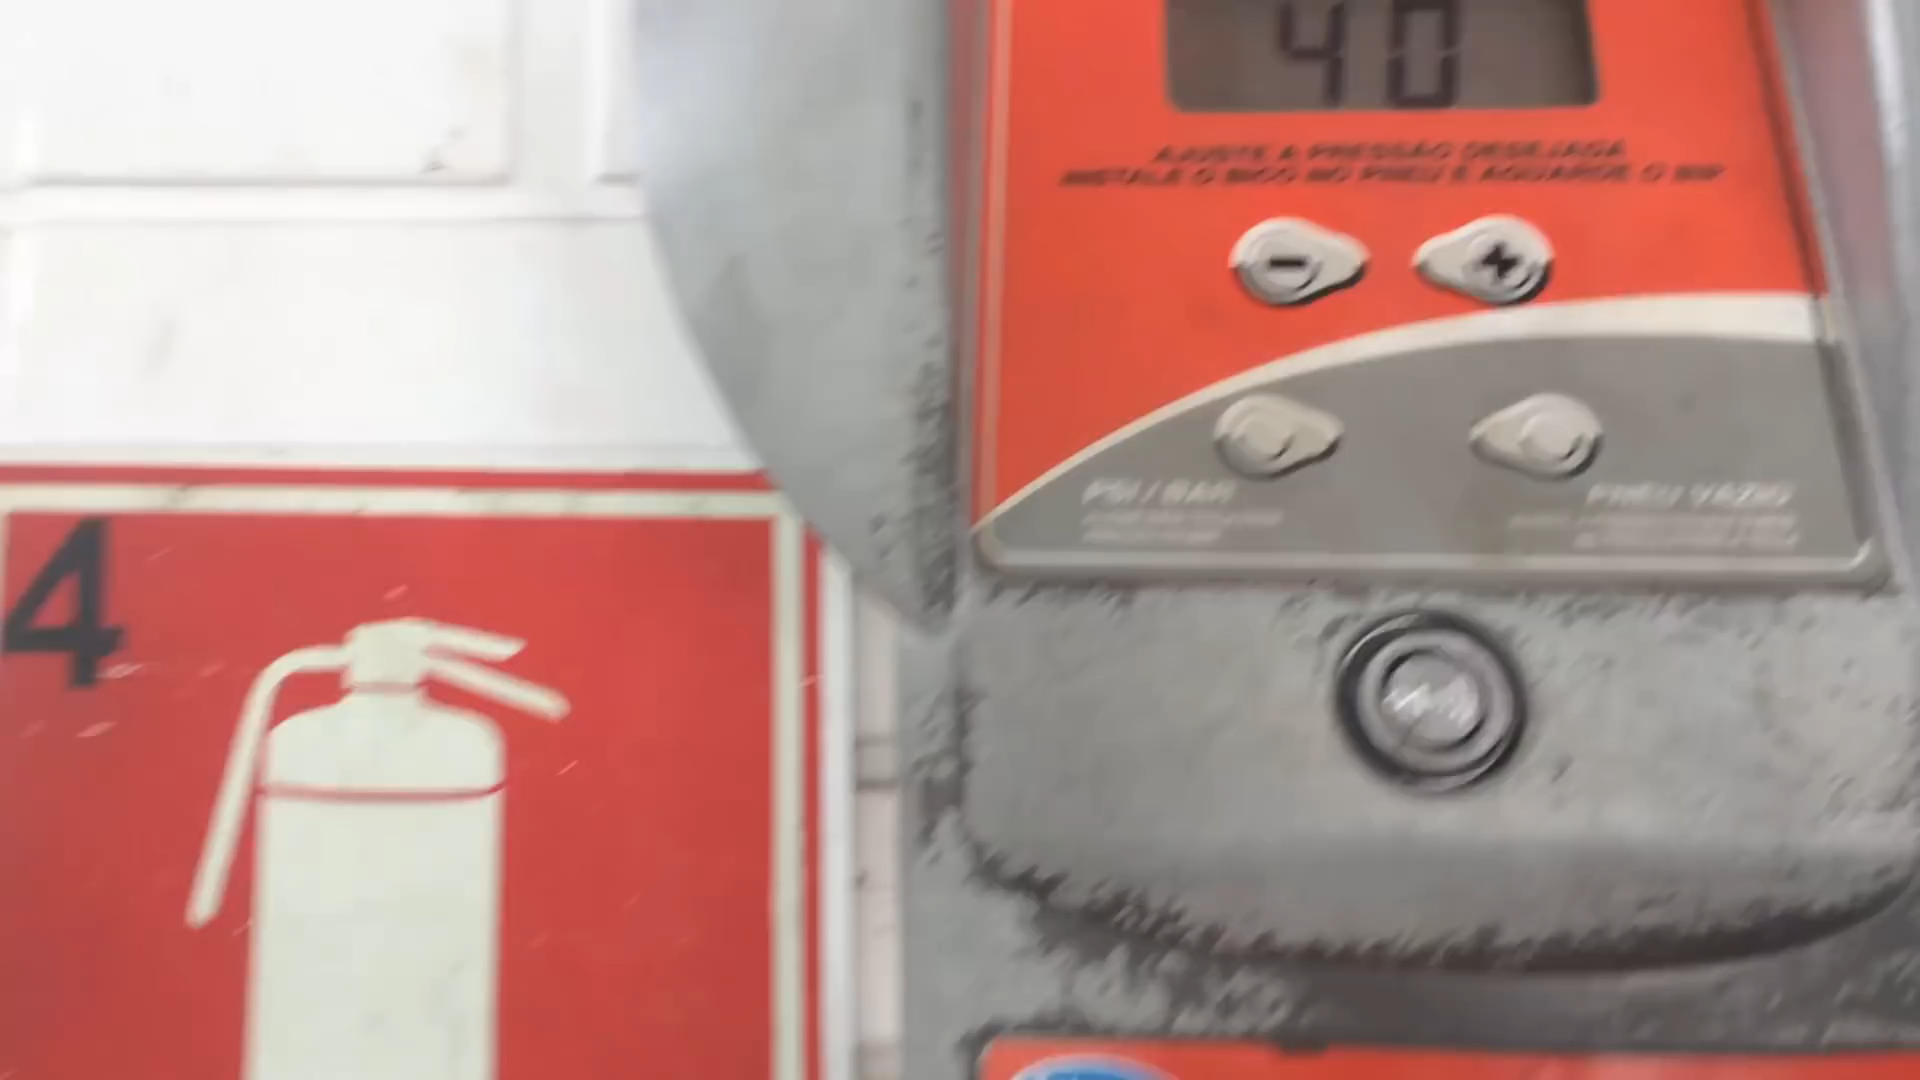 40
AJUSTE A PRESSÃO DESEJADA
INSTALE O BICO NO PNEU E AGUARDE O BIP
-
+
PSI / BAR
PNEU VAZIO
4